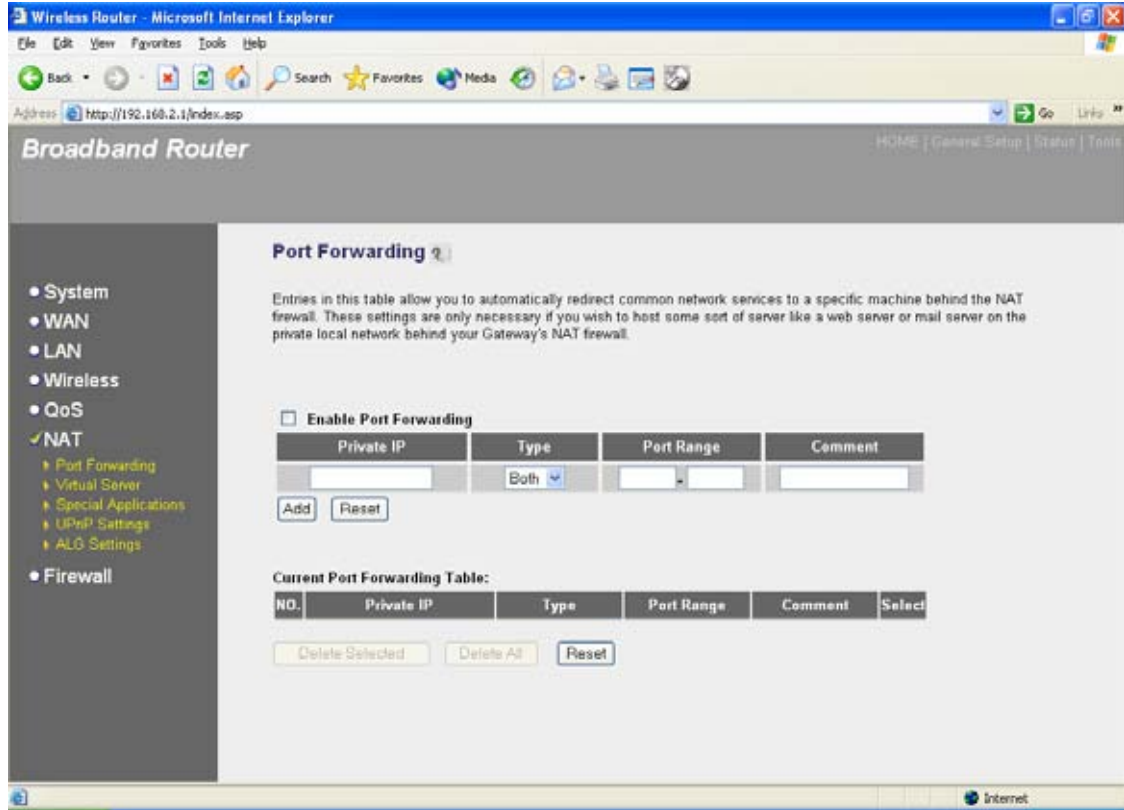 Wireless Router - Microsoft Internet Explorer
File Edit View Favorites Tools Help
Back Search Favorites Media
Address http://192.168.2.1/index.asp Go Links »
Broadband Router
HOME | General Setup | Status | Tools
Port Forwarding
Entries in this table allow you to automatically redirect common network services to a specific machine behind the NAT
firewall. These settings are only necessary if you wish to host some sort of server like a web server or mail server on the
private local network behind your Gateway's NAT firewall.
System
WAN
LAN
Wireless
QoS
NAT
Port Forwarding
Virtual Server
Special Applications
UPnP Settings
ALG Settings
Firewall
Enable Port Forwarding
Private IP Type Port Range Comment
Both -
Add Reset
Current Port Forwarding Table:
NO. Private IP Type Port Range Comment Select
Delete Selected Delete All Reset
Internet